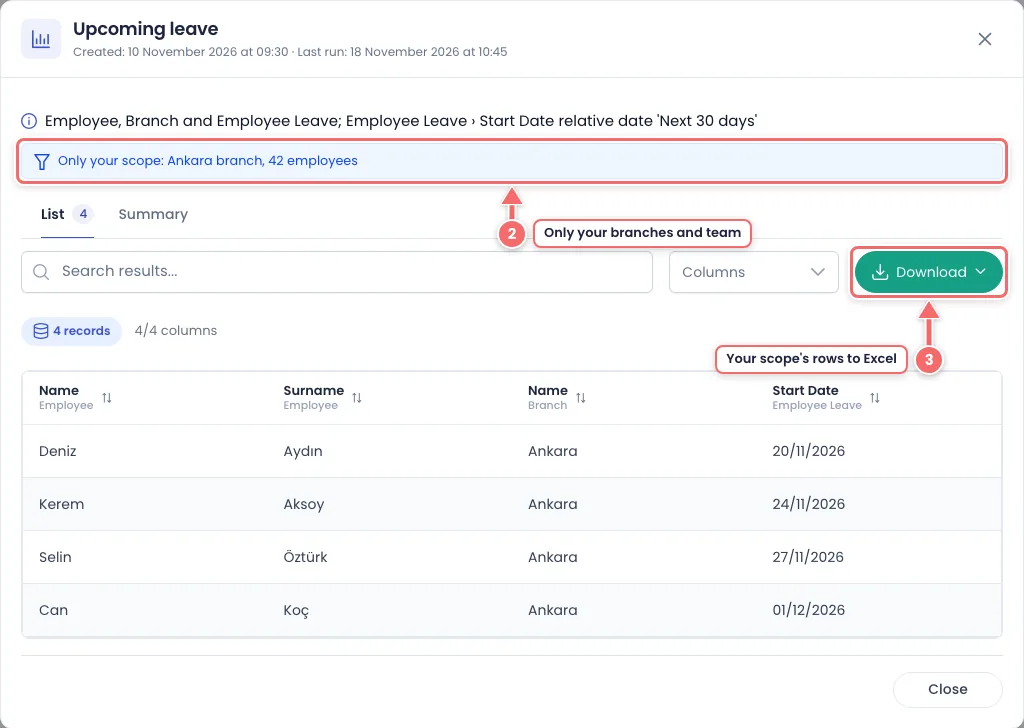 Upcoming leave
Created: 10 November 2026 at 09:30 · Last run: 18 November 2026 at 10:45
Employee, Branch and Employee Leave; Employee Leave › Start Date relative date 'Next 30 days'
Only your scope: Ankara branch, 42 employees
List 4 Summary
2 Only your branches and team
Search results... Columns Download
4 records 4/4 columns
Your scope's rows to Excel 3
Name Surname Name Start Date
Employee Employee Branch Employee Leave
Deniz Aydın Ankara 20/11/2026
Kerem Aksoy Ankara 24/11/2026
Selin Öztürk Ankara 27/11/2026
Can Koç Ankara 01/12/2026
Close